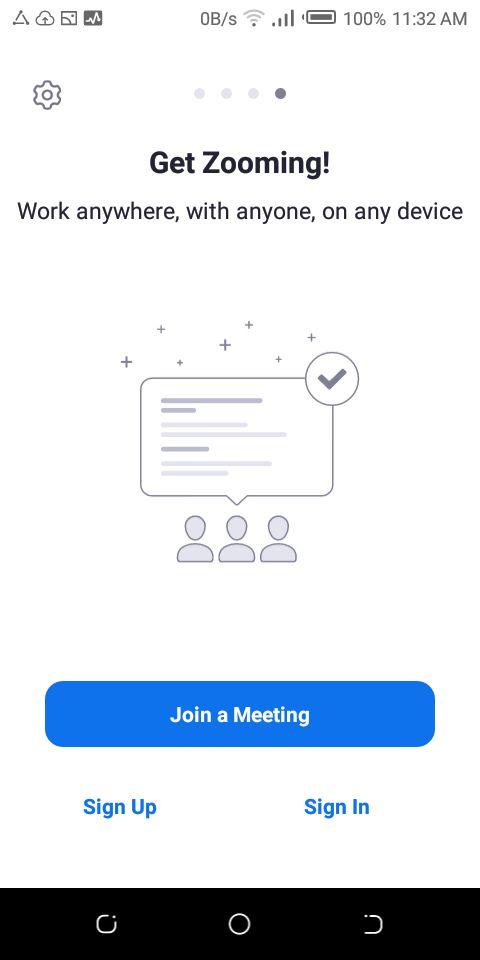 0B/s 100% 11:32 AM
Get Zooming!
Work anywhere, with anyone, on any device
Join a Meeting
Sign Up Sign In